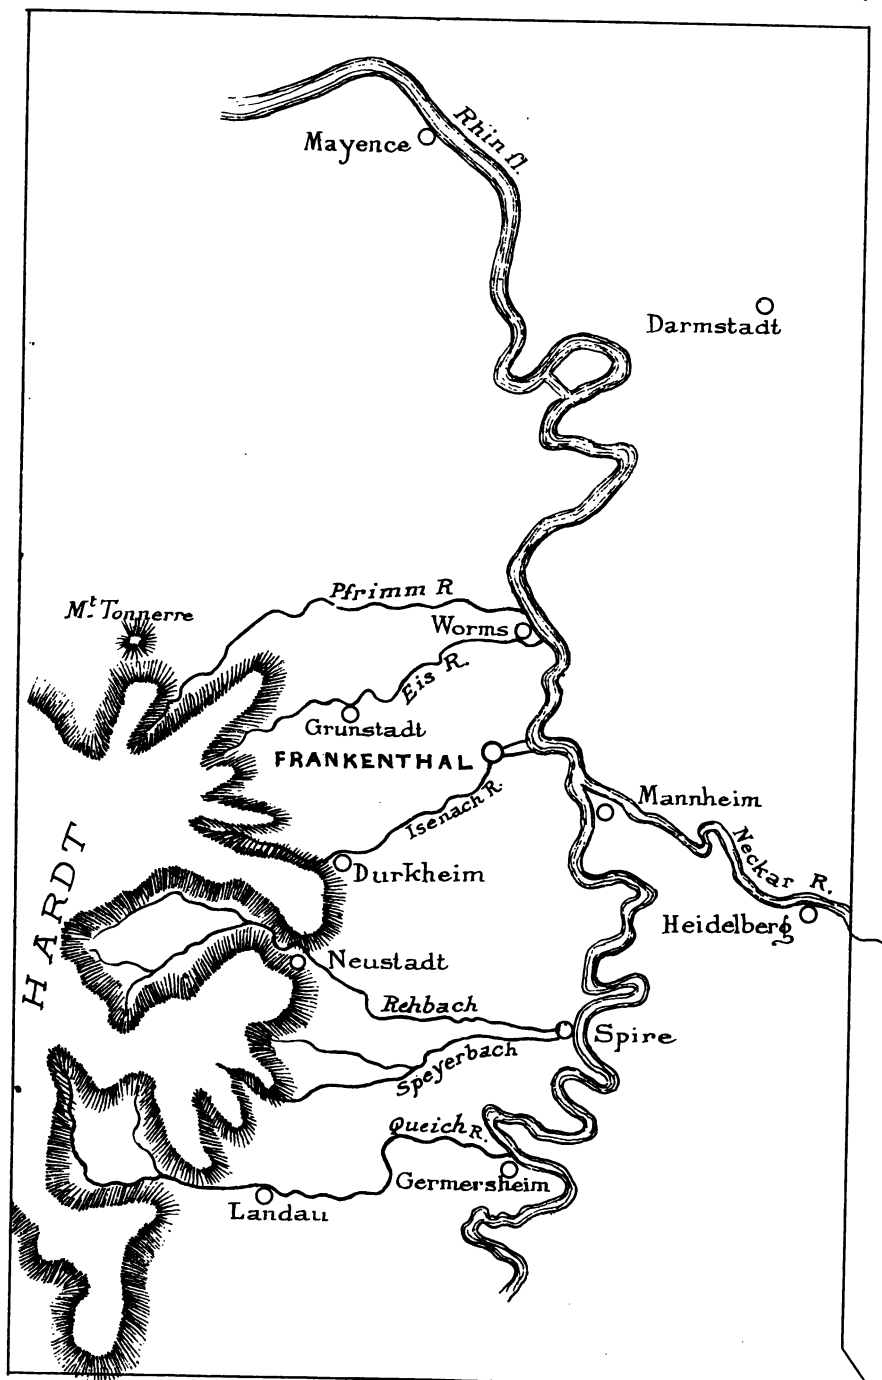 Rhin fl.
Mayence
Darmstadt
Pfrimm R
Mt. Tonnerre
Worms
Eis R.
Grunstadt
FRANKENTHAL
Isenach R.
Mannheim
Neckar R.
Durkheim
HARDT
Heidelberg
Neustadt
Rehbach
Spire
Speyerbach
Queich R.
Germersheim
Landau